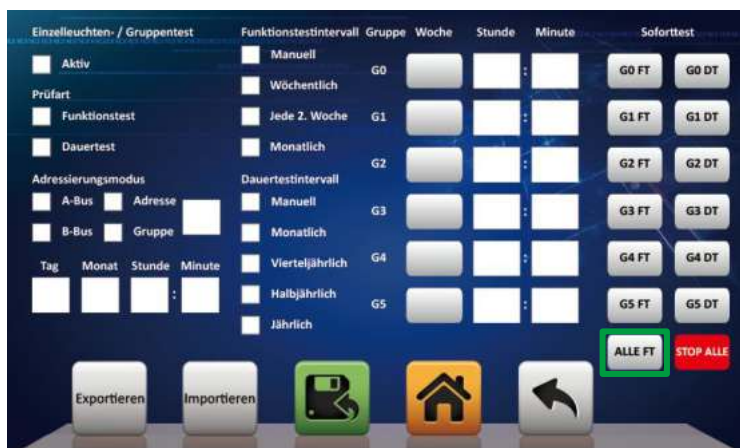 Einzelleuchten- / Gruppentest
Aktiv
Prüfart
Funktionstest
Dauertest
Adressierungsmodus
A-Bus Adresse
B-Bus Gruppe
Tag Monat Stunde Minute
:
Funktionstestintervall
Manuell
Wöchentlich
Jede 2. Woche
Monatlich
Dauertestintervall
Manuell
Monatlich
Vierteljährlich
Halbjährlich
Jährlich
Gruppe Woche Stunde Minute
G0 :
G1 :
G2 :
G3 :
G4 :
G5 :
Soforttest
G0 FT G0 DT
G1 FT G1 DT
G2 FT G2 DT
G3 FT G3 DT
G4 FT G4 DT
G5 FT G5 DT
ALLE FT STOP ALLE
Exportieren Importieren